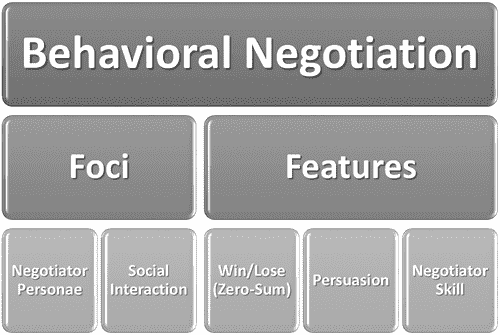 Behavioral Negotiation
Foci
Features
Negotiator
Personae
Social
Interaction
Win/Lose
(Zero-Sum)
Persuasion
Negotiator
Skill